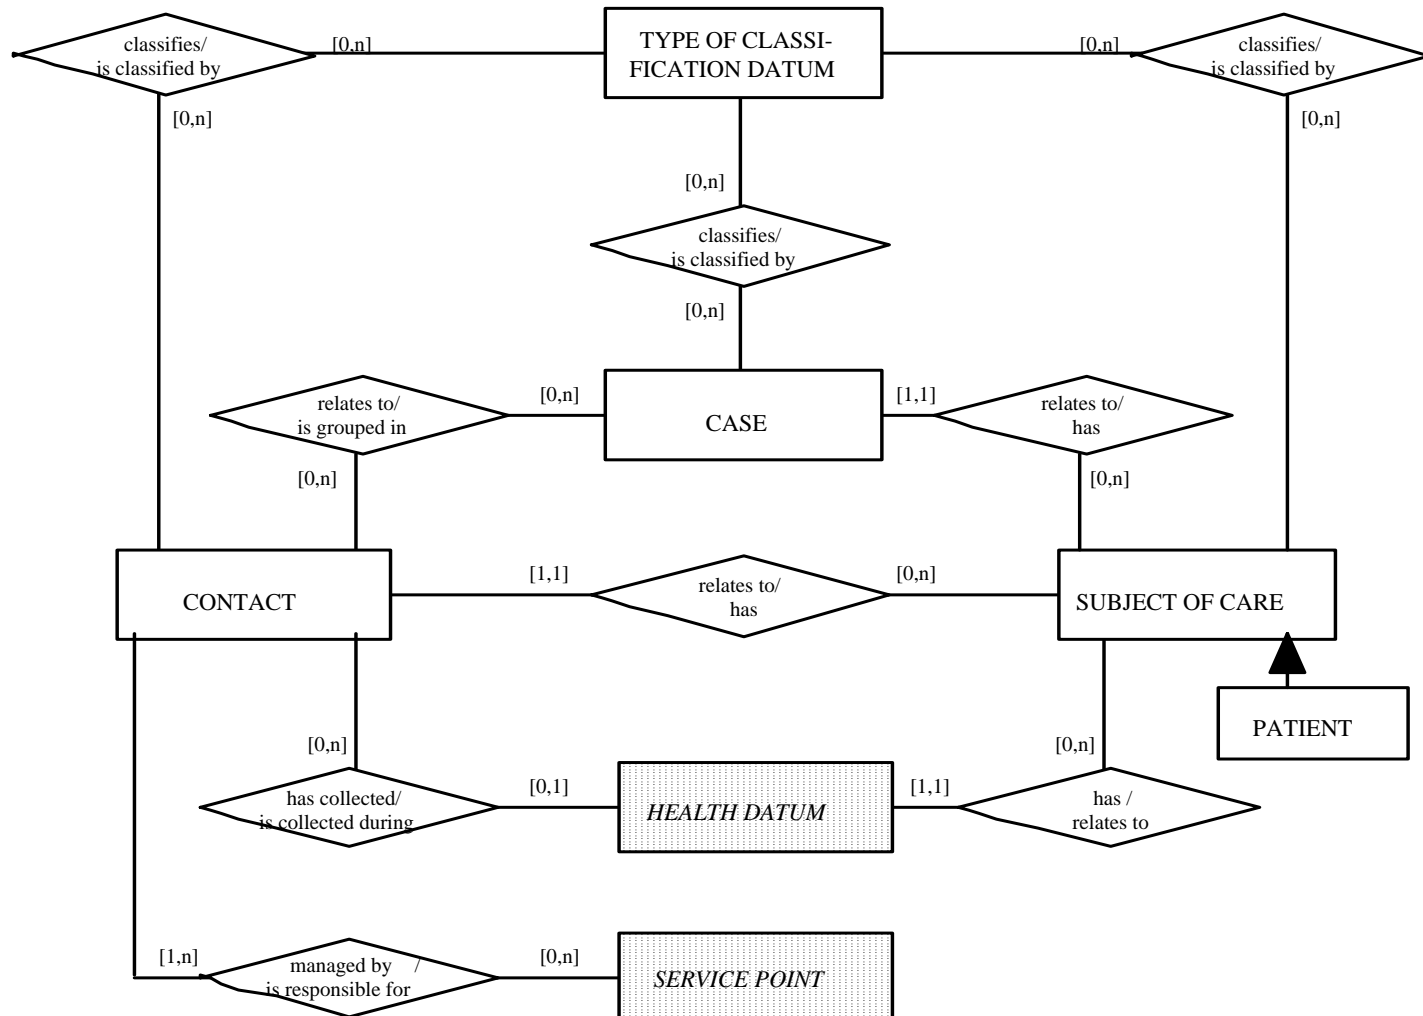 classifies/
is classified by
[0,n]
TYPE OF CLASSI-
FICATION DATUM
[0,n]
classifies/
is classified by
[0,n]
[0,n]
[0,n]
classifies/
is classified by
[0,n]
relates to/
is grouped in
[0,n]
CASE
[1,1]
relates to/
has
[0,n]
[0,n]
CONTACT
[1,1]
relates to/
has
[0,n]
SUBJECT OF CARE
PATIENT
[0,n]
[0,n]
has collected/
is collected during
[0,1]
HEALTH DATUM
[1,1]
has /
relates to
[1,n]
managed by /
is responsible for
[0,n]
SERVICE POINT